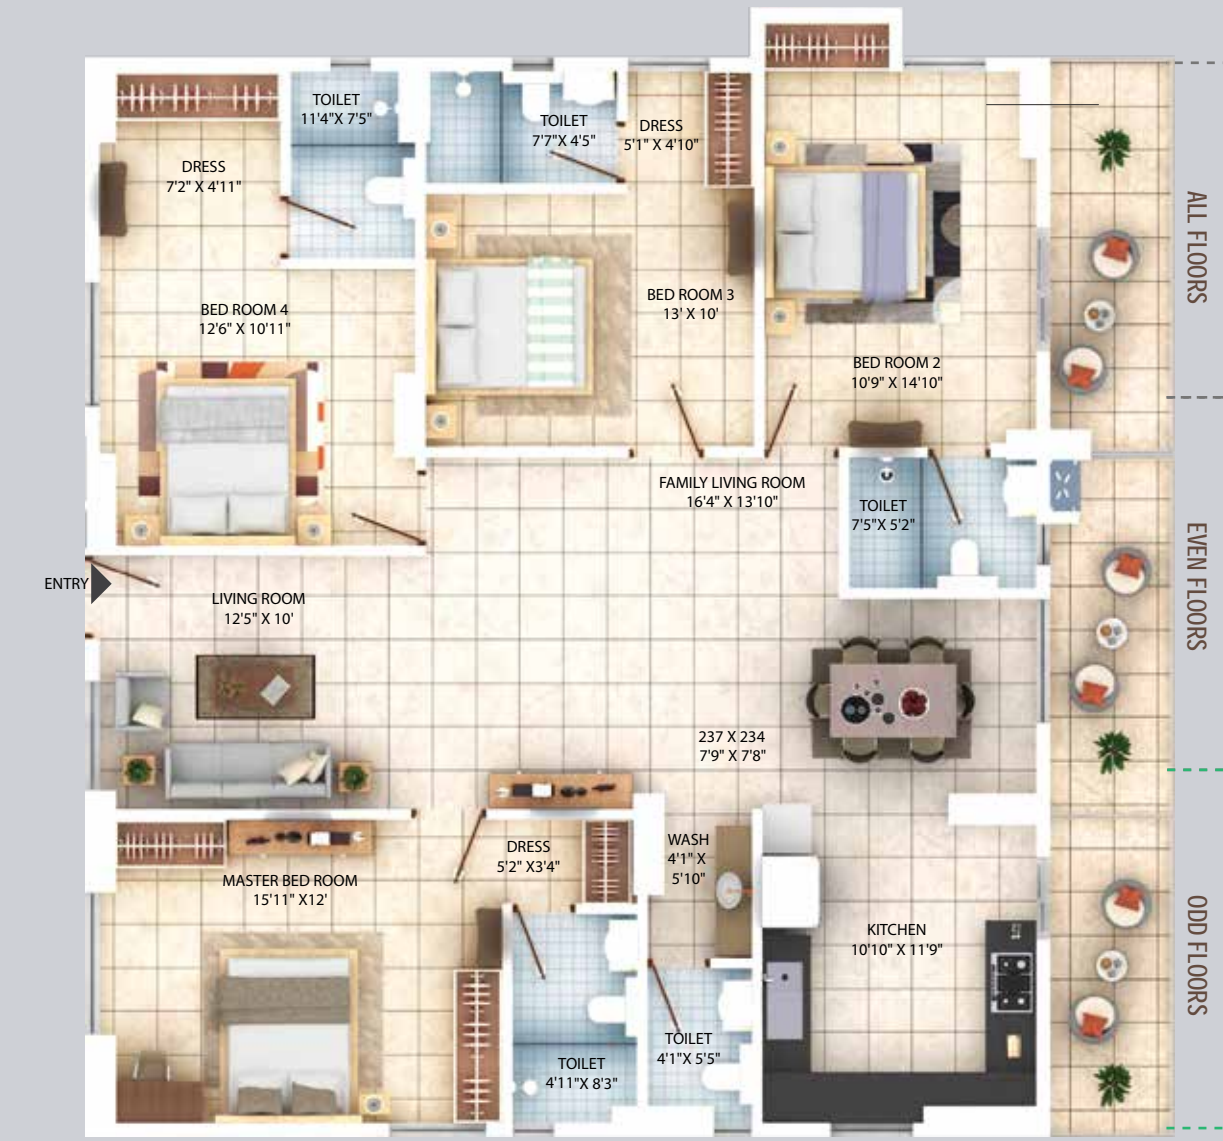 TOILET
11'4"X 7'5"
TOILET
7'7"X 4'5"
DRESS
5'1" X 4'10"
DRESS
7'2" X 4'11"
BED ROOM 4
12'6" X 10'11"
BED ROOM 3
13' X 10'
BED ROOM 2
10'9" X 14'10"
ALL FLOORS
FAMILY LIVING ROOM
16'4" X 13'10"
TOILET
7'5"X 5'2"
EVEN FLOORS
ENTRY
LIVING ROOM
12'5" X 10'
237 X 234
7'9" X 7'8"
DRESS
5'2" X3'4"
WASH
4'1" X
5'10"
MASTER BED ROOM
15'11" X12'
KITCHEN
10'10" X 11'9"
ODD FLOORS
TOILET
4'1"X 5'5"
TOILET
4'11"X 8'3"